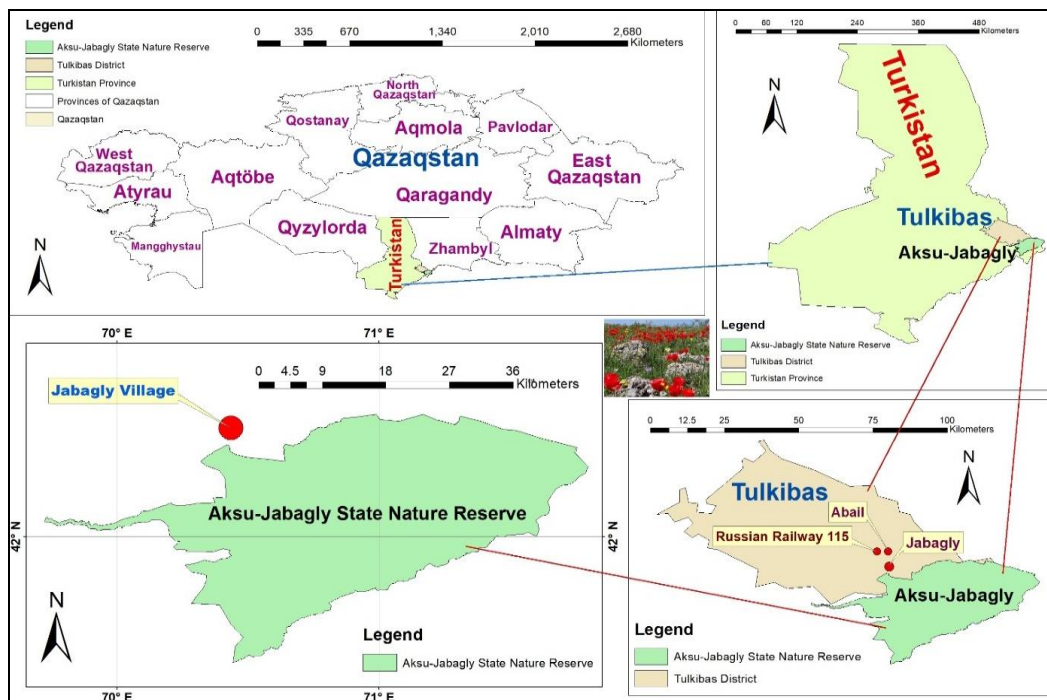 Legend
Aksu-Jabagly State Nature Reserve
Tulkibas District
Turkistan Province
Provinces of Qazaqstan
Qazaqstan
0 335 670 1,340 2,010 2,680
Kilometers
North
Qazaqstan
Qostanay
Aqmola
Pavlodar
West
Qazaqstan
Qazaqstan
East
Qazaqstan
Atyrau
Aqtöbe
Qaragandy
Mangghystau
Qyzylorda
Turkistan
Zhambyl
Almaty
N
0 60 120 240 360 480
Kilometers
N
Turkistan
Tulkibas
Aksu-Jabagly
Legend
Aksu-Jabagly State Nature Reserve
Tulkibas District
Turkistan Province
70° E
71° E
0 4.5 9 18 27 36
Kilometers
Jabagly Village
Aksu-Jabagly State Nature Reserve
42° N
42° N
N
Legend
Aksu-Jabagly State Nature Reserve
70° E
71° E
0 25 50 75 100
Kilometers
N
Tulkibas
Abail
Russian Railway 115
Jabagly
Aksu-Jabagly
Legend
Aksu-Jabagly State Nature Reserve
Tulkibas District